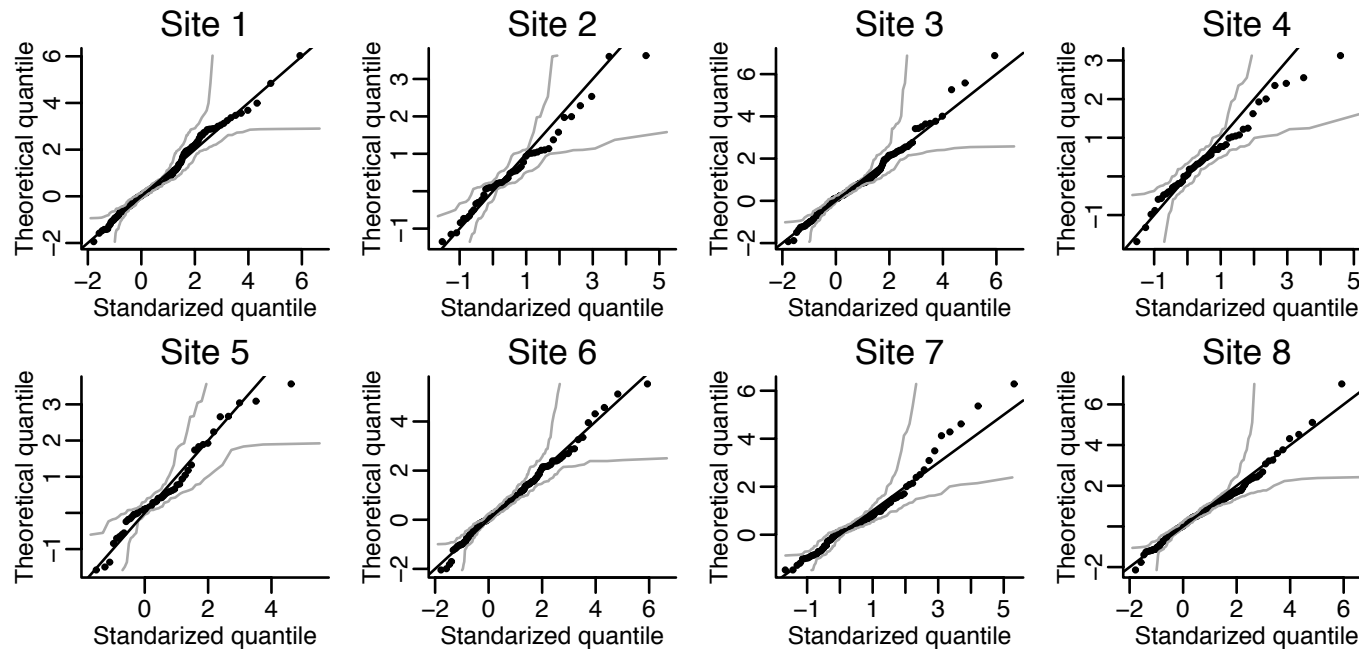 Site 1
Site 2
Site 3
Site 4
Theoretical quantile
−2 0 2 4 6
−2 0 2 4 6
Standarized quantile
Theoretical quantile
−1 1 2 3
−1 0 1 2 3 5
Standarized quantile
Theoretical quantile
−2 0 2 4 6
−2 0 2 4 6
Standarized quantile
Theoretical quantile
−1 1 2 3
−1 0 1 2 3 5
Standarized quantile
Site 5
Site 6
Site 7
Site 8
Theoretical quantile
−1 1 2 3
0 2 4
Standarized quantile
Theoretical quantile
−2 0 2 4
−2 0 2 4 6
Standarized quantile
Theoretical quantile
0 2 4 6
−1 1 2 3 4 5
Standarized quantile
Theoretical quantile
−2 2 4 6
−2 0 2 4 6
Standarized quantile